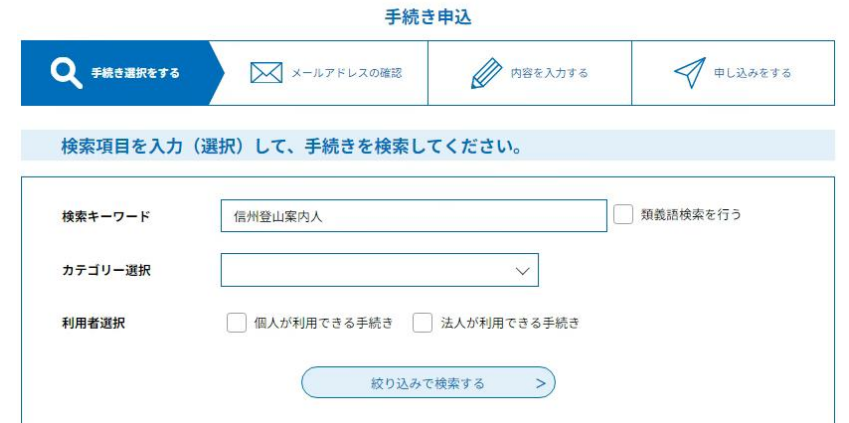 手続き申込
手続き選択をする
メールアドレスの確認
内容を入力する
申し込みをする
検索項目を入力（選択）して、手続きを検索してください。
検索キーワード
信州登山案内人
類義語検索を行う
カテゴリー選択
利用者選択
個人が利用できる手続き
法人が利用できる手続き
絞り込みで検索する